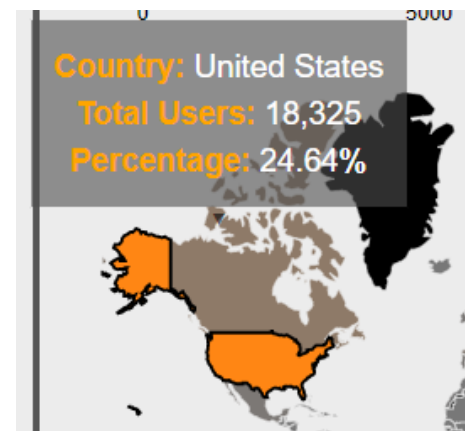 0 5000
Country: United States
Total Users: 18,325
Percentage: 24.64%